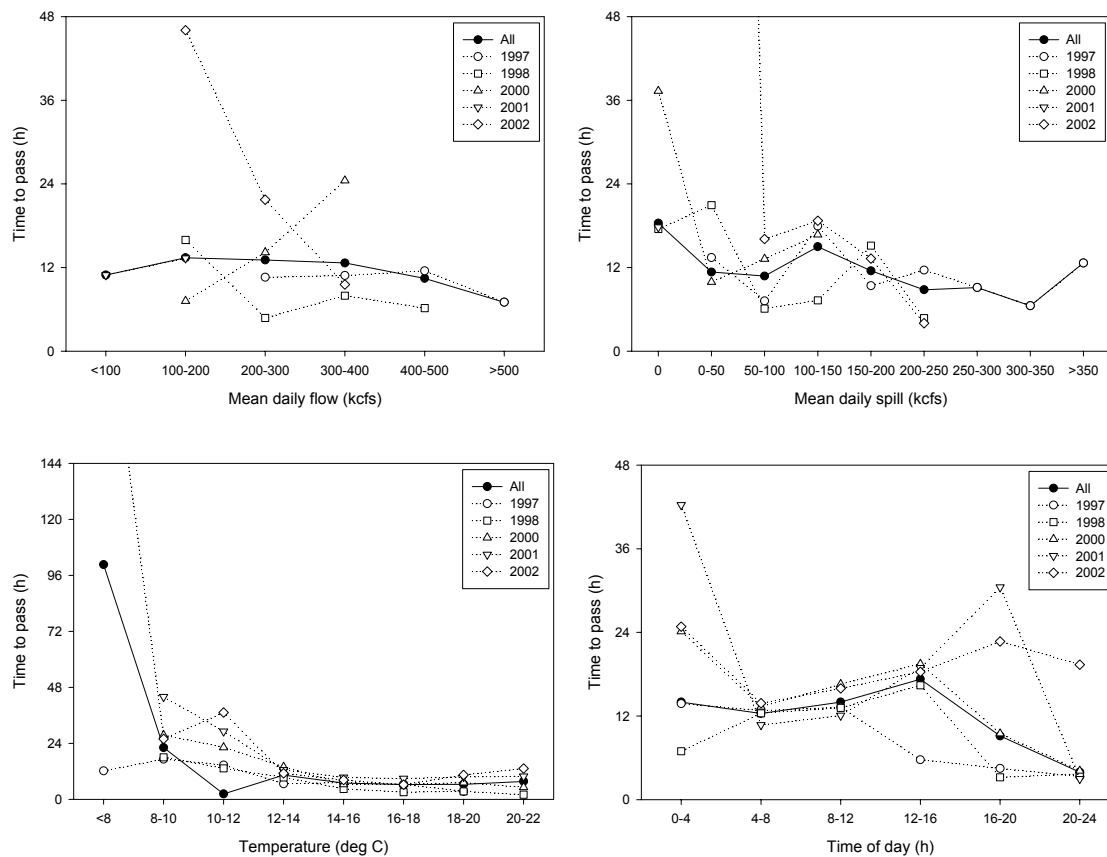 48
36
24
12
0
Time to pass (h)
<100 100-200 200-300 300-400 400-500 >500
Mean daily flow (kcfs)
All
1997
1998
2000
2001
2002
48
36
24
12
0
Time to pass (h)
0 0-50 50-100 100-150 150-200 200-250 250-300 300-350 >350
Mean daily spill (kcfs)
All
1997
1998
2000
2001
2002
144
120
96
72
48
24
0
Time to pass (h)
<8 8-10 10-12 12-14 14-16 16-18 18-20 20-22
Temperature (deg C)
All
1997
1998
2000
2001
2002
48
36
24
12
0
Time to pass (h)
0-4 4-8 8-12 12-16 16-20 20-24
Time of day (h)
All
1997
1998
2000
2001
2002